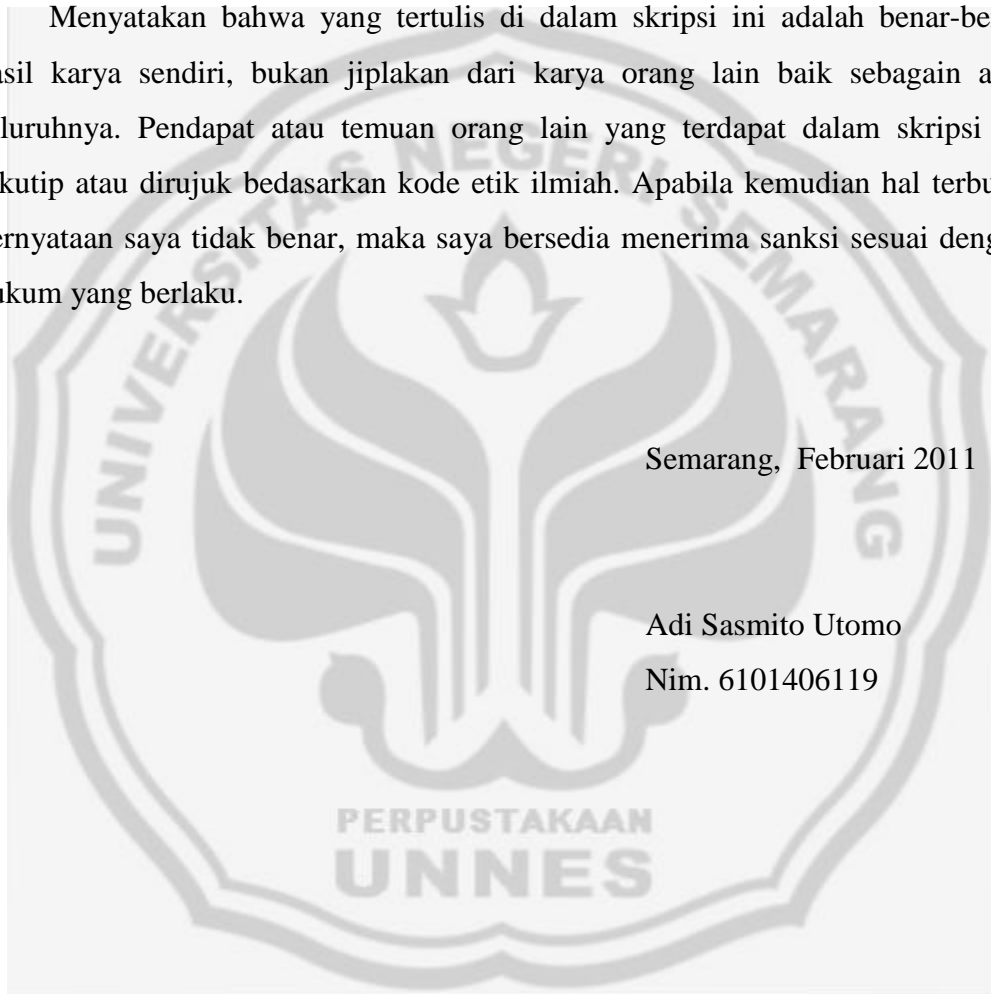 Menyatakan bahwa yang tertulis di dalam skripsi ini adalah benar-be
asil karya sendiri, bukan jiplakan dari karya orang lain baik sebagain a
luruhnya. Pendapat atau temuan orang lain yang terdapat dalam skripsi
kutip atau dirujuk bedasarkan kode etik ilmiah. Apabila kemudian hal terbu
ernyataan saya tidak benar, maka saya bersedia menerima sanksi sesuai deng
ukum yang berlaku.
UNIVERSITAS NEGERI SEMARANG
Semarang, Februari 2011
Adi Sasmito Utomo
Nim. 6101406119
PERPUSTAKAAN
UNNES